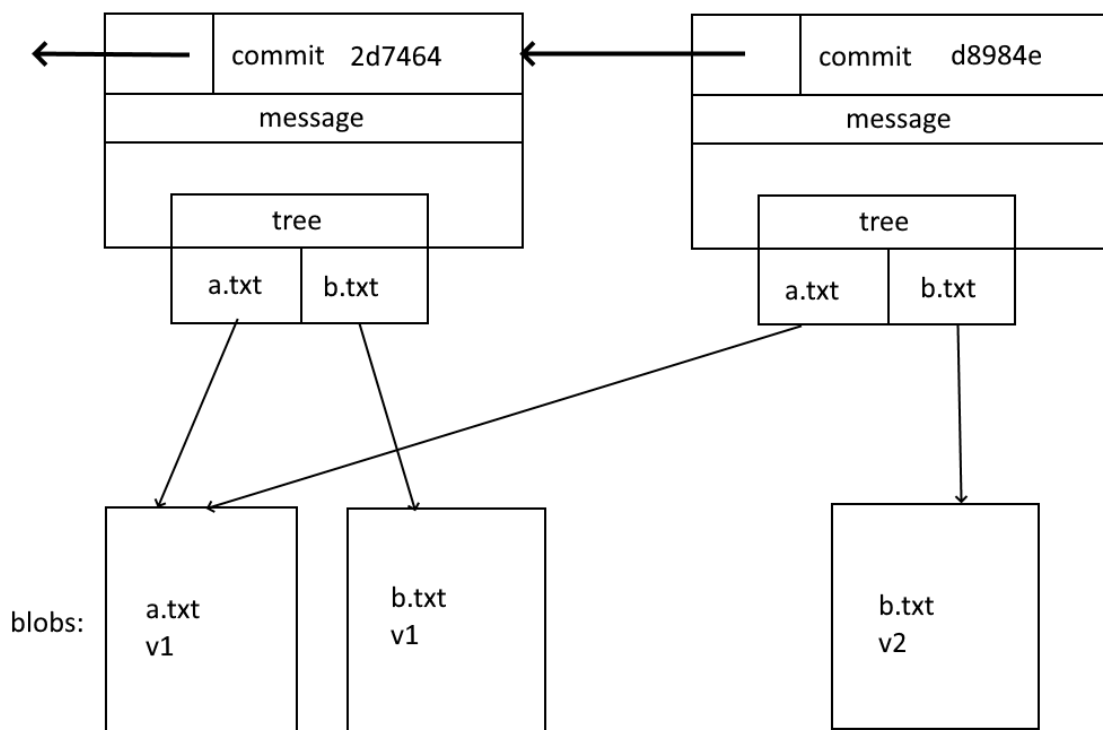 commit 2d7464
commit d8984e
message
message
tree
tree
a.txt
b.txt
a.txt
b.txt
blobs:
a.txt
v1
b.txt
v1
b.txt
v2